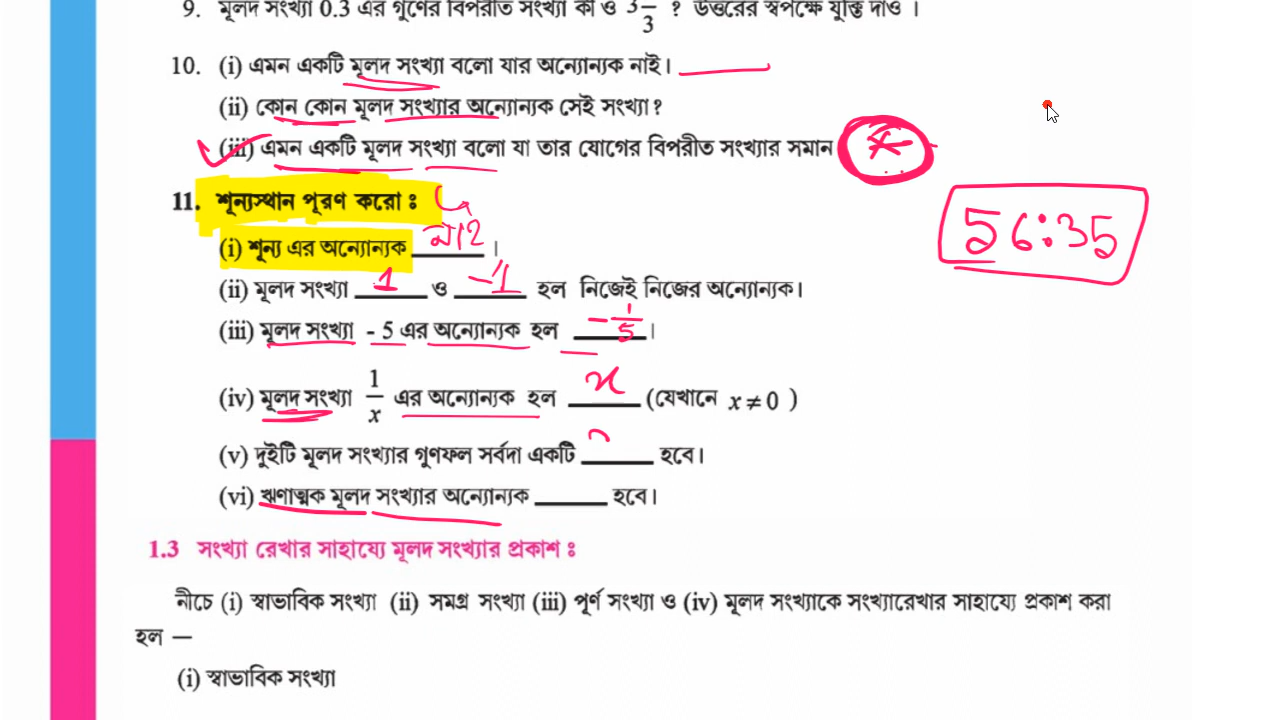 9. মূলদ সংখ্যা 0.3 এর গুণের বিপরীত সংখ্যা কী ও 3 1/3 ? উত্তরের স্বপক্ষে যুক্তি দাও ।
10. (i) এমন একটি মূলদ সংখ্যা বলো যার অন্যোন্যক নাই।
(ii) কোন কোন মূলদ সংখ্যার অন্যোন্যক সেই সংখ্যা?
(iii) এমন একটি মূলদ সংখ্যা বলো যা তার যোগের বিপরীত সংখ্যার সমান
11. শূন্যস্থান পূরণ করো ঃ
56:35
(i) শূন্য এর অন্যোন্যক নাই ।
(ii) মূলদ সংখ্যা 1 ও -1 হল নিজেই নিজের অন্যোন্যক।
(iii) মূলদ সংখ্যা - 5 এর অন্যোন্যক হল -1/5 ।
(iv) মূলদ সংখ্যা 1/x এর অন্যোন্যক হল x (যেখানে x ≠ 0 )
(v) দুইটি মূলদ সংখ্যার গুণফল সর্বদা একটি ______ হবে।
(vi) ঋণাত্মক মূলদ সংখ্যার অন্যোন্যক ______ হবে।
1.3 সংখ্যা রেখার সাহায্যে মূলদ সংখ্যার প্রকাশ ঃ
নীচে (i) স্বাভাবিক সংখ্যা (ii) সমগ্র সংখ্যা (iii) পূর্ণ সংখ্যা ও (iv) মূলদ সংখ্যাকে সংখ্যারেখার সাহায্যে প্রকাশ করা
হল —
(i) স্বাভাবিক সংখ্যা